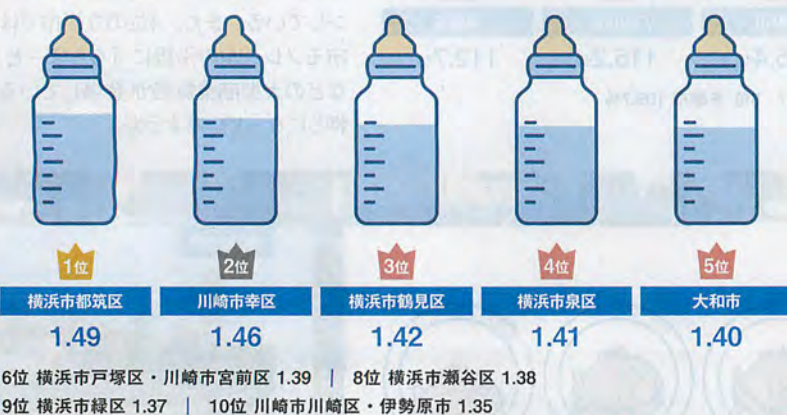 1位
2位
3位
4位
5位
横浜市都筑区
川崎市幸区
横浜市鶴見区
横浜市泉区
大和市
1.49
1.46
1.42
1.41
1.40
6位 横浜市戸塚区・川崎市宮前区 1.39 | 8位 横浜市瀬谷区 1.38
9位 横浜市緑区 1.37 | 10位 川崎市川崎区・伊勢原市 1.35